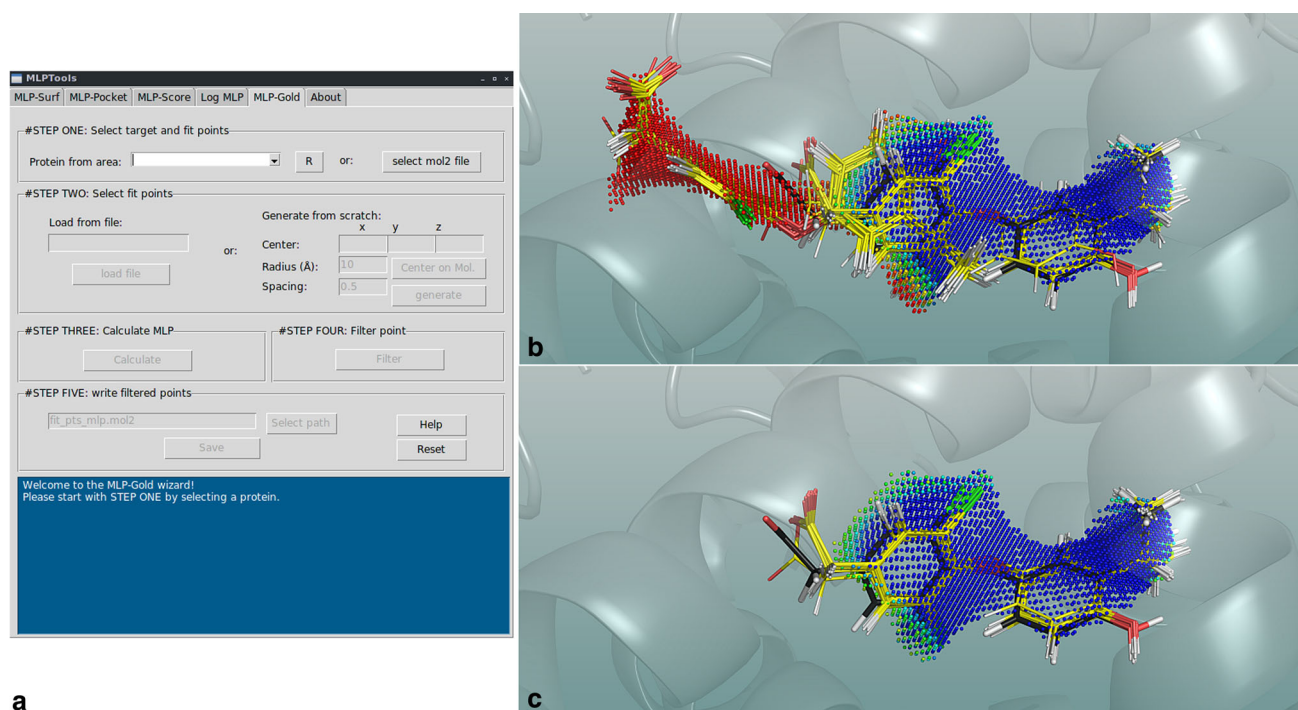 MLPTools
MLP-Surf MLP-Pocket MLP-Score Log MLP MLP-Gold About
#STEP ONE: Select target and fit points
Protein from area: R or: select mol2 file
#STEP TWO: Select fit points
Load from file:
load file
or:
Generate from scratch:
x y z
Center:
Radius (Å): 10 Center on Mol.
Spacing: 0.5 generate
#STEP THREE: Calculate MLP
Calculate
#STEP FOUR: Filter point
Filter
#STEP FIVE: write filtered points
fit_pts_mlp.mol2 Select path Help
Save Reset
Welcome to the MLP-Gold wizard!
Please start with STEP ONE by selecting a protein.
a
b
c